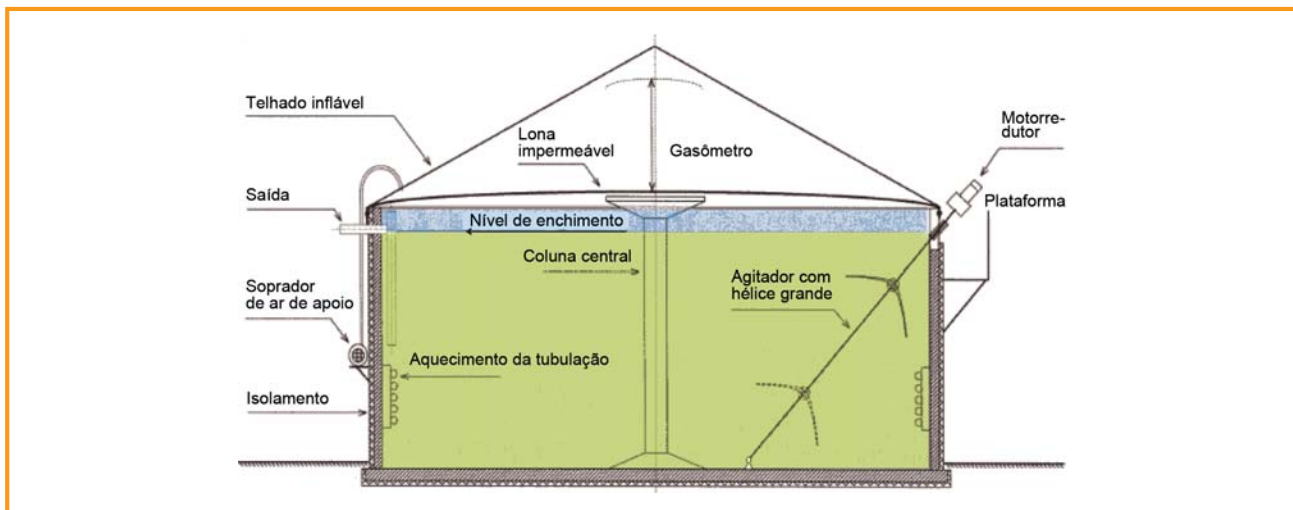 Telhado inflável
Lona
impermeável
Gasômetro
Motorre-
dutor
Saída
Plataforma
Nível de enchimento
Coluna central
Soprador
de ar de apoio
Agitador com
hélice grande
Aquecimento da tubulação
Isolamento